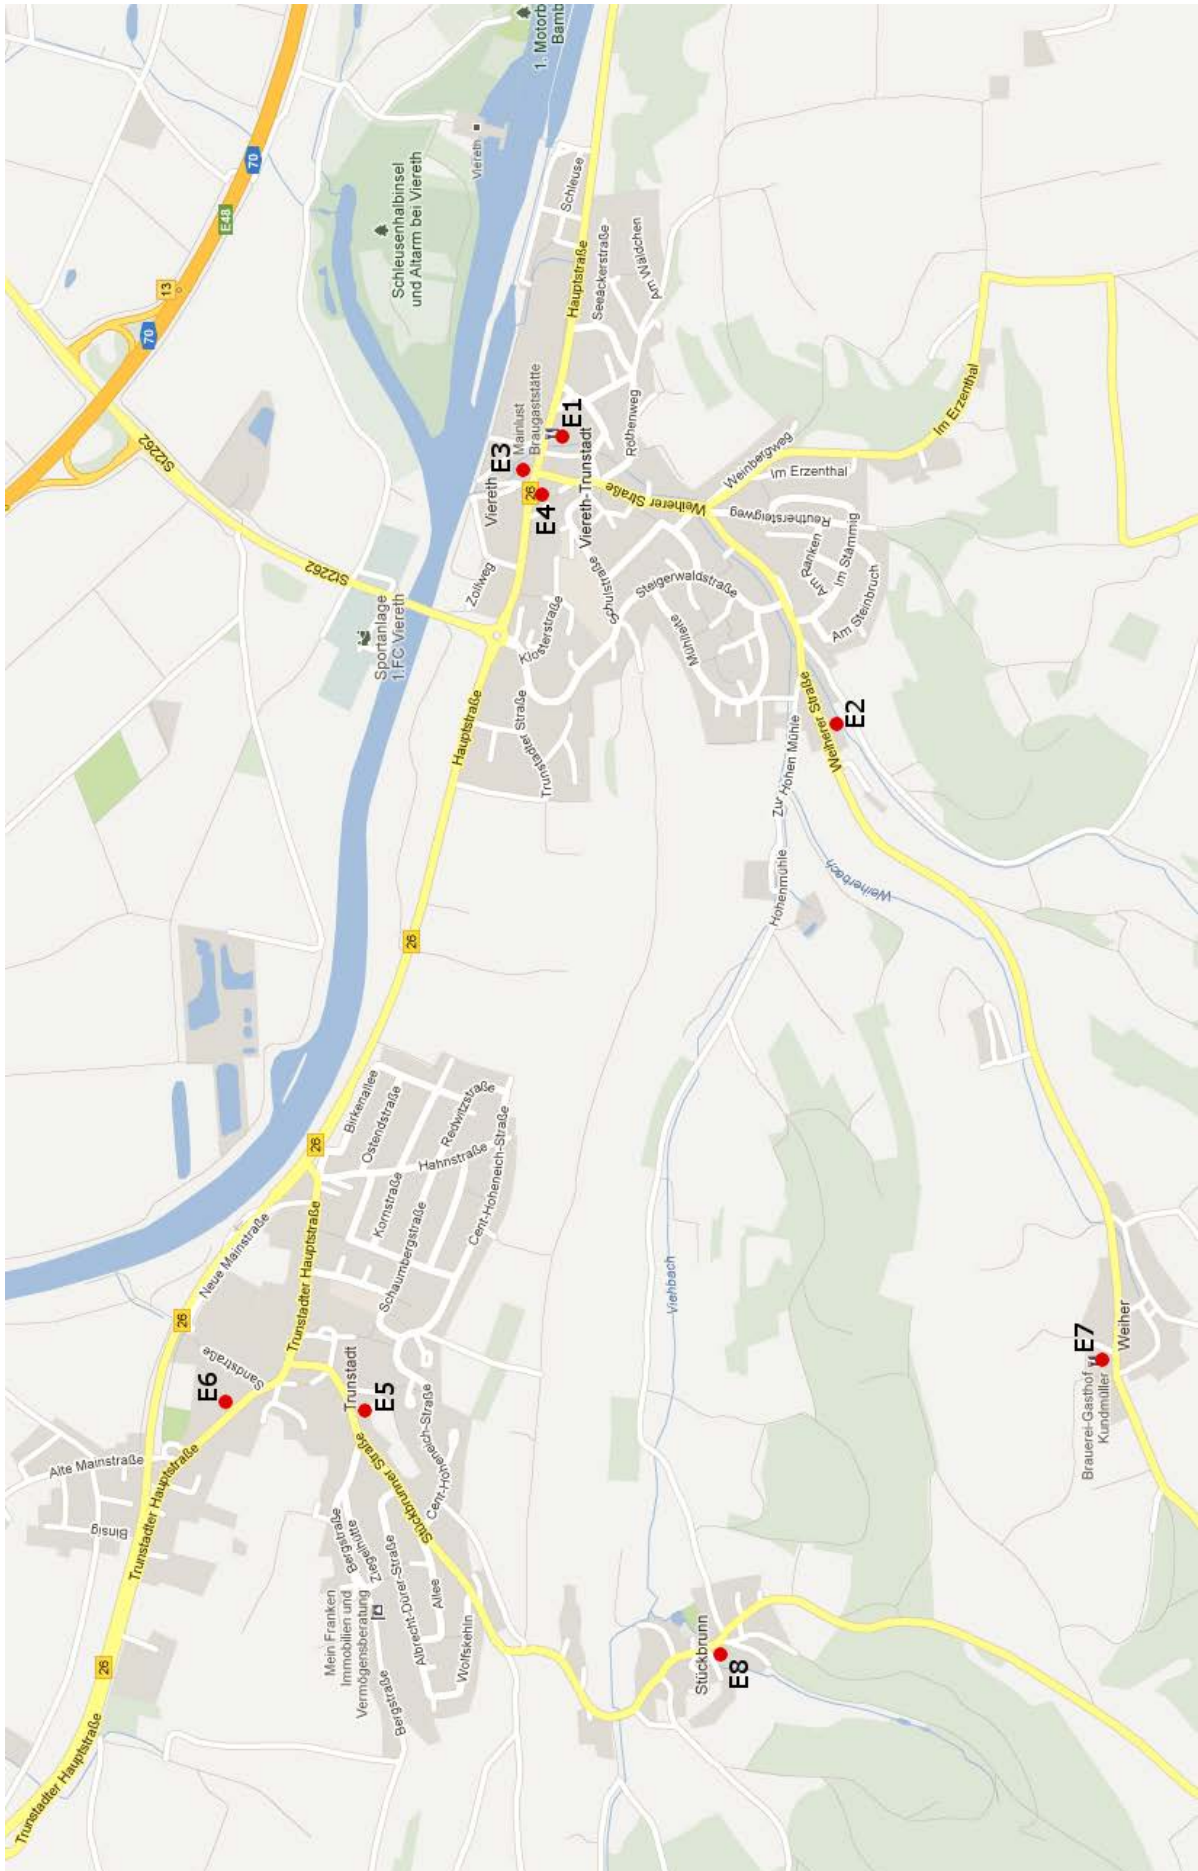 1. Motorb
Bamb
70
E48
13
70
St2262
St2262
Schleusenhalbinsel
und Altarm bei Viereth
Viereth
Sportanlage
1.FC Viereth
Schleuse
Hauptstraße
Seeäckerstraße
Am Wäldchen
Röthenweg
Mainlust
Braugaststätte
E1
Viereth
E3
26
E4
Viereth-Trunstadt
Zollweg
Klosterstraße
Schulstraße
Hauptstraße
Trunstadter Straße
Weiherer Straße
Weinbergweg
Im Erzenthal
Im Erzenthal
Reuthersteigweg
Am Ranken
Im Stämmig
Am Steinbruch
Steigerwaldstraße
Mühlleite
Weiherer Straße
E2
Zur Hohen Mühle
Hohenmühle
Weiherbach
26
26
Birkenallee
Ostendstraße
Redwitzstraße
Hahnstraße
Kornstraße
Schaumbergstraße
Cent-Hoheneich-Straße
Neue Mainstraße
Trunstadter Hauptstraße
26
Sandstraße
E6
Trunstadt
E5
Alte Mainstraße
Trunstadter Hauptstraße
Binsig
Stückbrunner Straße
Cent-Hoheneich-Straße
Bergstraße
Ziegelhütte
Albrecht-Dürer-Straße
Allee
Wolfskehln
Mein Franken
Immobilien und
Vermögensberatung
Bergstraße
26
Trunstadter Hauptstraße
Viehbach
Stückbrunn
E8
Brauerei-Gasthof
Kundmüller
E7
Weiher